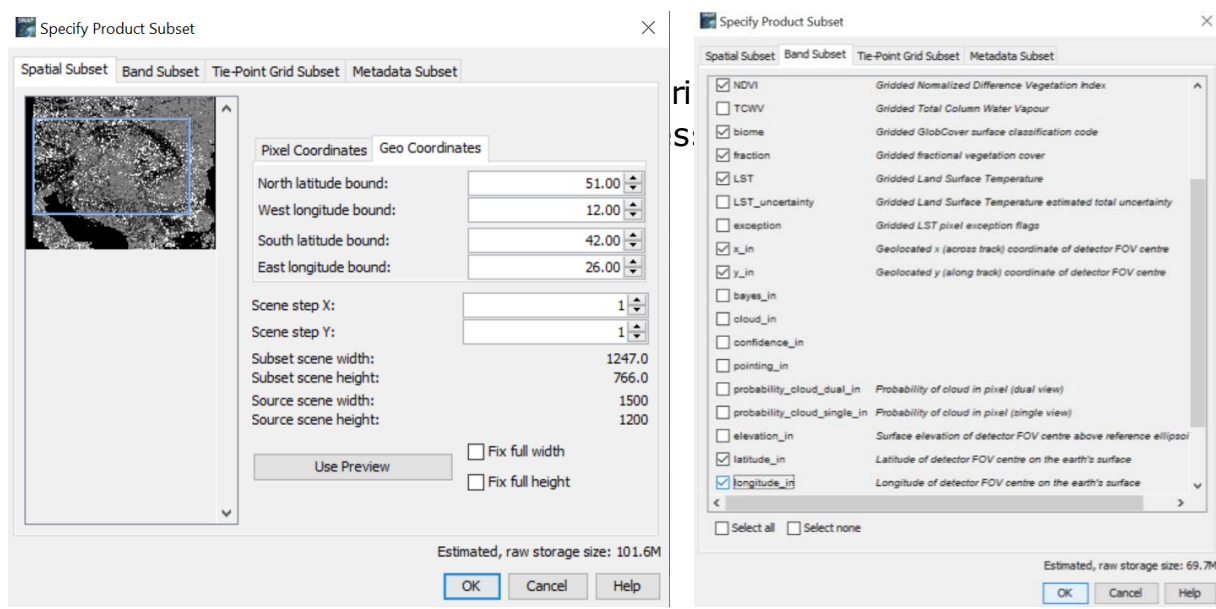 Specify Product Subset
Spatial Subset Band Subset Tie-Point Grid Subset Metadata Subset
Pixel Coordinates Geo Coordinates
North latitude bound: 51.00
West longitude bound: 12.00
South latitude bound: 42.00
East longitude bound: 26.00
Scene step X: 1
Scene step Y: 1
Subset scene width: 1247.0
Subset scene height: 766.0
Source scene width: 1500
Source scene height: 1200
Use Preview
Fix full width
Fix full height
Estimated, raw storage size: 101.6M
OK Cancel Help
ri
s
Specify Product Subset
Spatial Subset Band Subset Tie-Point Grid Subset Metadata Subset
NDVI Gridded Normalized Difference Vegetation Index
TCWV Gridded Total Column Water Vapour
biome Gridded GlobCover surface classification code
fraction Gridded fractional vegetation cover
LST Gridded Land Surface Temperature
LST_uncertainty Gridded Land Surface Temperature estimated total uncertainty
exception Gridded LST pixel exception flags
x_in Geolocated x (across track) coordinate of detector FOV centre
y_in Geolocated y (along track) coordinate of detector FOV centre
bayes_in
cloud_in
confidence_in
pointing_in
probability_cloud_dual_in Probability of cloud in pixel (dual view)
probability_cloud_single_in Probability of cloud in pixel (single view)
elevation_in Surface elevation of detector FOV centre above reference ellipsoi
latitude_in Latitude of detector FOV centre on the earth's surface
longitude_in Longitude of detector FOV centre on the earth's surface
Select all Select none
Estimated, raw storage size: 69.7M
OK Cancel Help